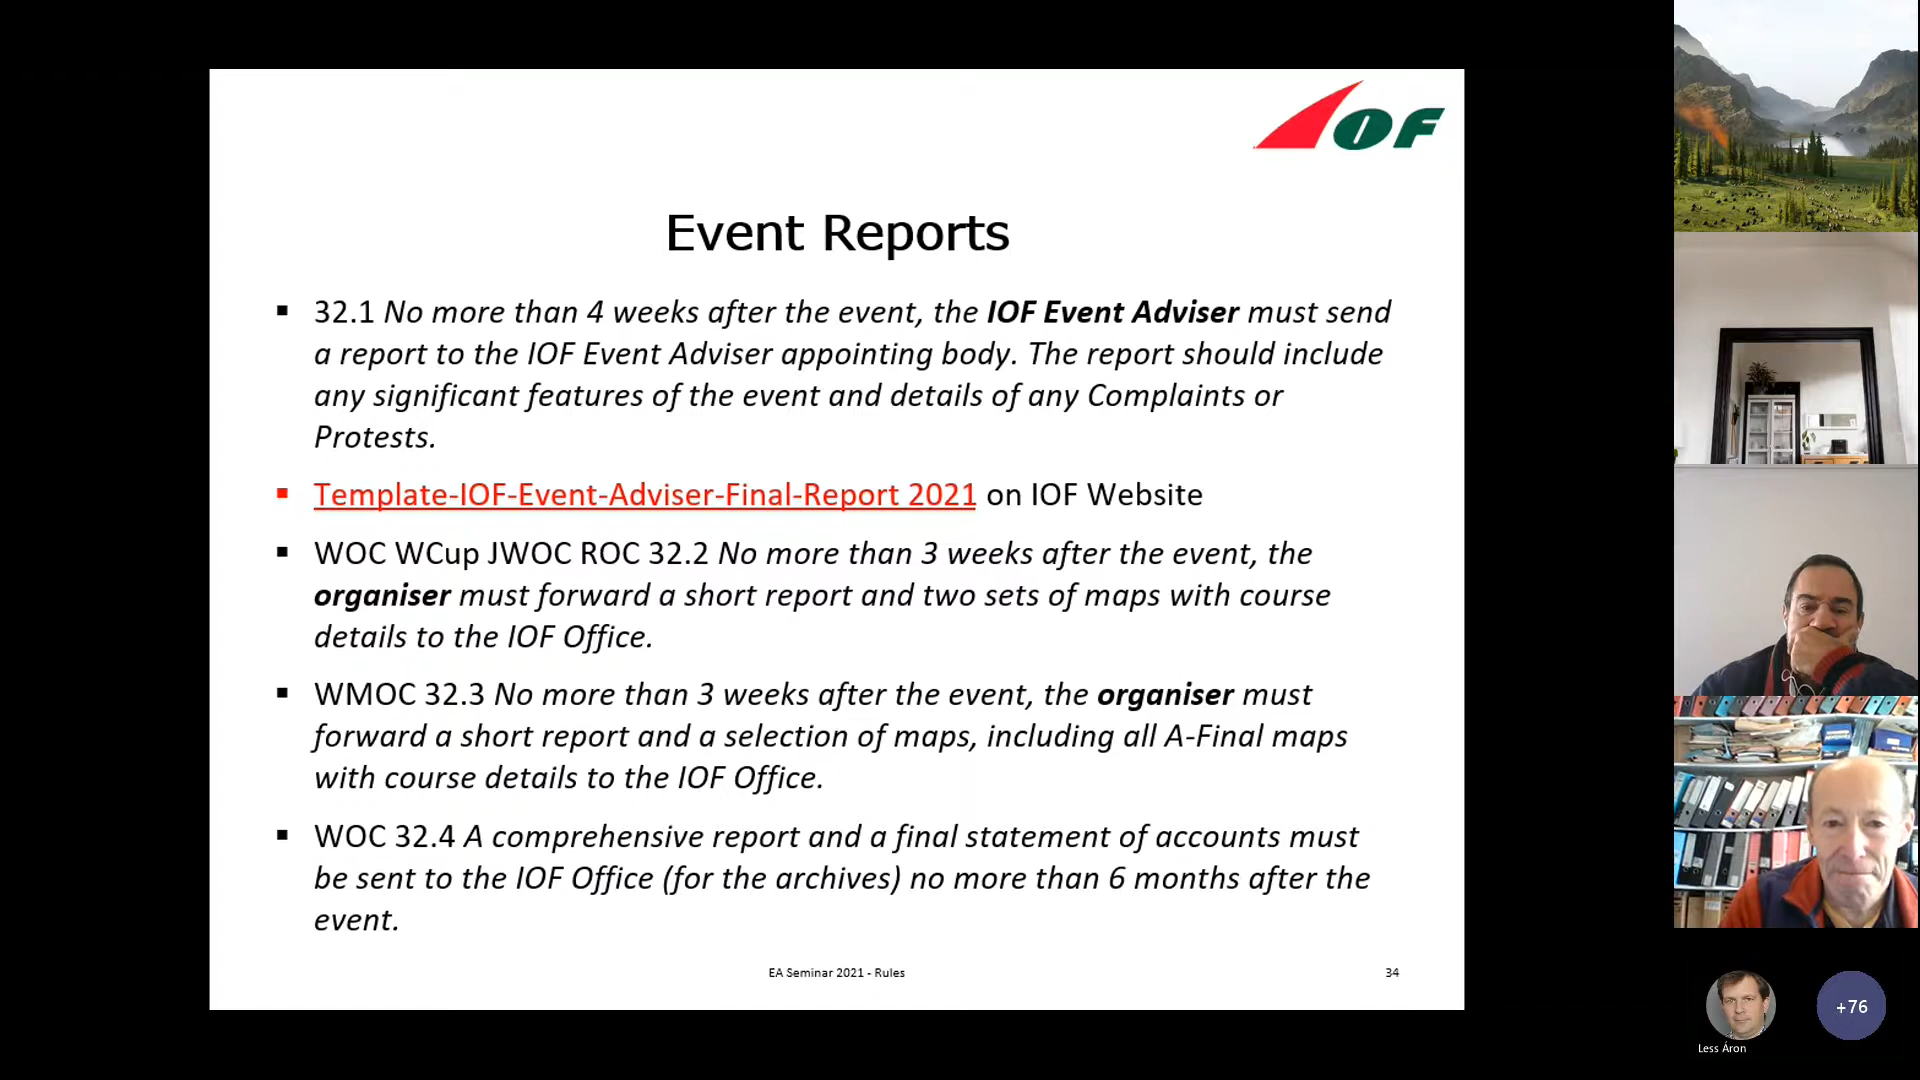 IOF
Event Reports
▪ 32.1 No more than 4 weeks after the event, the IOF Event Adviser must send
a report to the IOF Event Adviser appointing body. The report should include
any significant features of the event and details of any Complaints or
Protests.
▪ Template-IOF-Event-Adviser-Final-Report 2021 on IOF Website
▪ WOC WCup JWOC ROC 32.2 No more than 3 weeks after the event, the
organiser must forward a short report and two sets of maps with course
details to the IOF Office.
▪ WMOC 32.3 No more than 3 weeks after the event, the organiser must
forward a short report and a selection of maps, including all A-Final maps
with course details to the IOF Office.
▪ WOC 32.4 A comprehensive report and a final statement of accounts must
be sent to the IOF Office (for the archives) no more than 6 months after the
event.
EA Seminar 2021 - Rules
34
+76
Less Áron